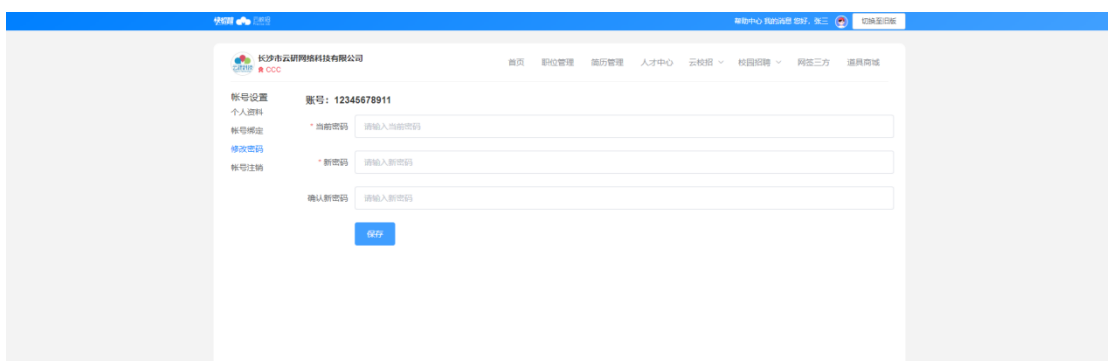 帮助中心 我的消息 您好，张三 切换至旧版
长沙市云研网络科技有限公司
CCC
首页 职位管理 简历管理 人才中心 云校招 校园招聘 网签三方 道具商城
帐号设置
个人资料
帐号绑定
修改密码
帐号注销
账号：12345678911
* 当前密码 请输入当前密码
* 新密码 请输入新密码
确认新密码 请输入新密码
保存